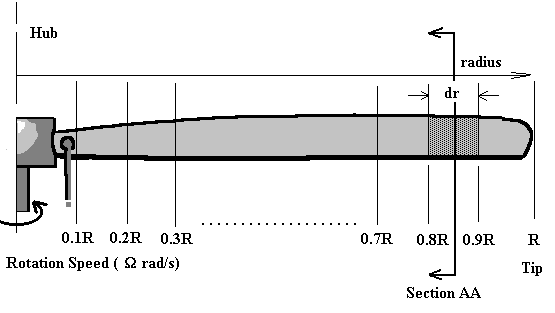 Hub
radius
dr
0.1R 0.2R 0.3R 0.7R 0.8R 0.9R R
Rotation Speed ( Ω rad/s) Tip
Section AA